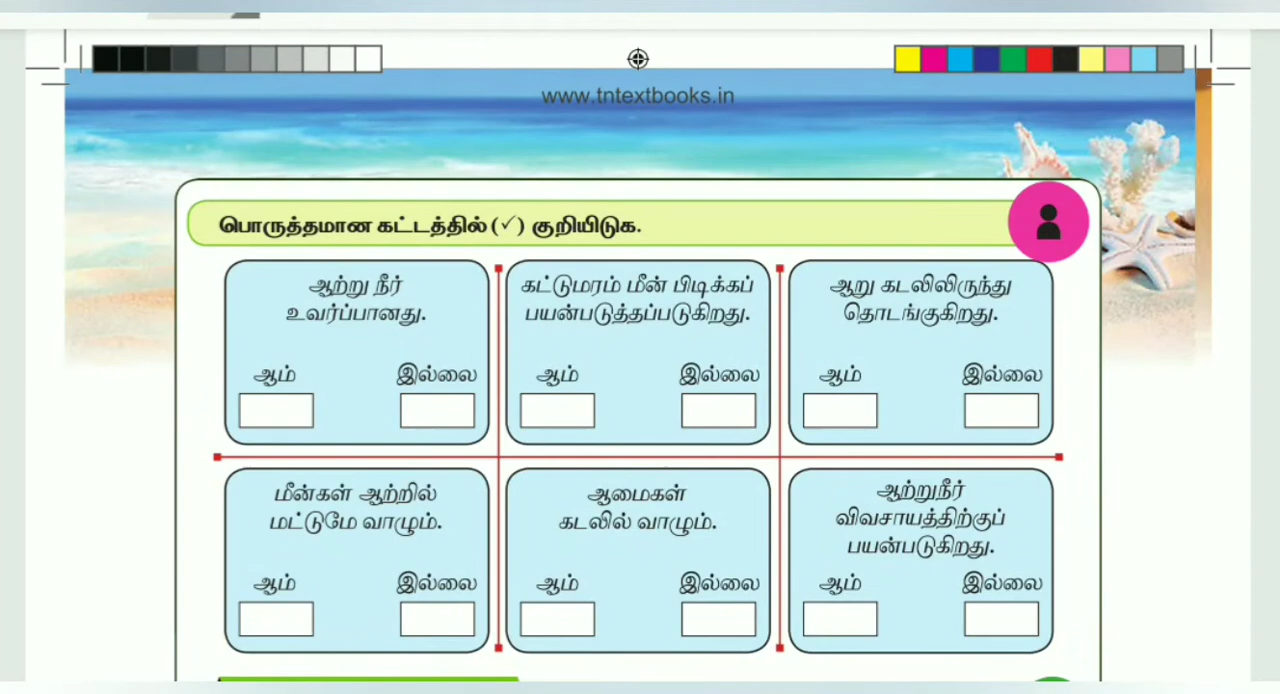 www.tntextbooks.in
பொருத்தமான கட்டத்தில் (✓) குறியிடுக.
ஆற்று நீர்
உவர்ப்பானது.
ஆம் இல்லை
கட்டுமரம் மீன் பிடிக்கப்
பயன்படுத்தப்படுகிறது.
ஆம் இல்லை
ஆறு கடலிலிருந்து
தொடங்குகிறது.
ஆம் இல்லை
மீன்கள் ஆற்றில்
மட்டுமே வாழும்.
ஆம் இல்லை
ஆமைகள்
கடலில் வாழும்.
ஆம் இல்லை
ஆற்றுநீர்
விவசாயத்திற்குப்
பயன்படுகிறது.
ஆம் இல்லை